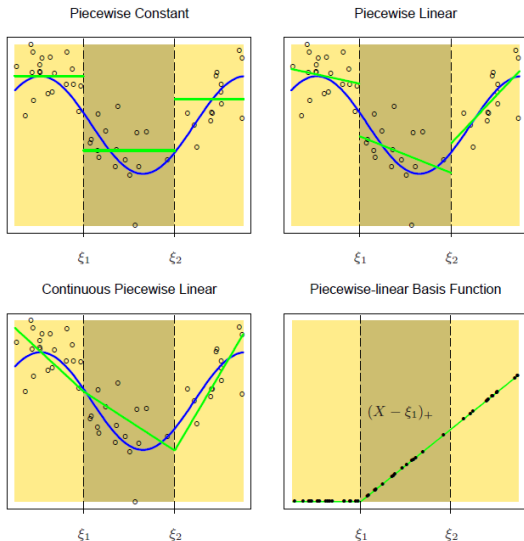 Piecewise Constant
Piecewise Linear
ξ₁
ξ₂
ξ₁
ξ₂
Continuous Piecewise Linear
Piecewise-linear Basis Function
(X − ξ₁)₊
ξ₁
ξ₂
ξ₁
ξ₂